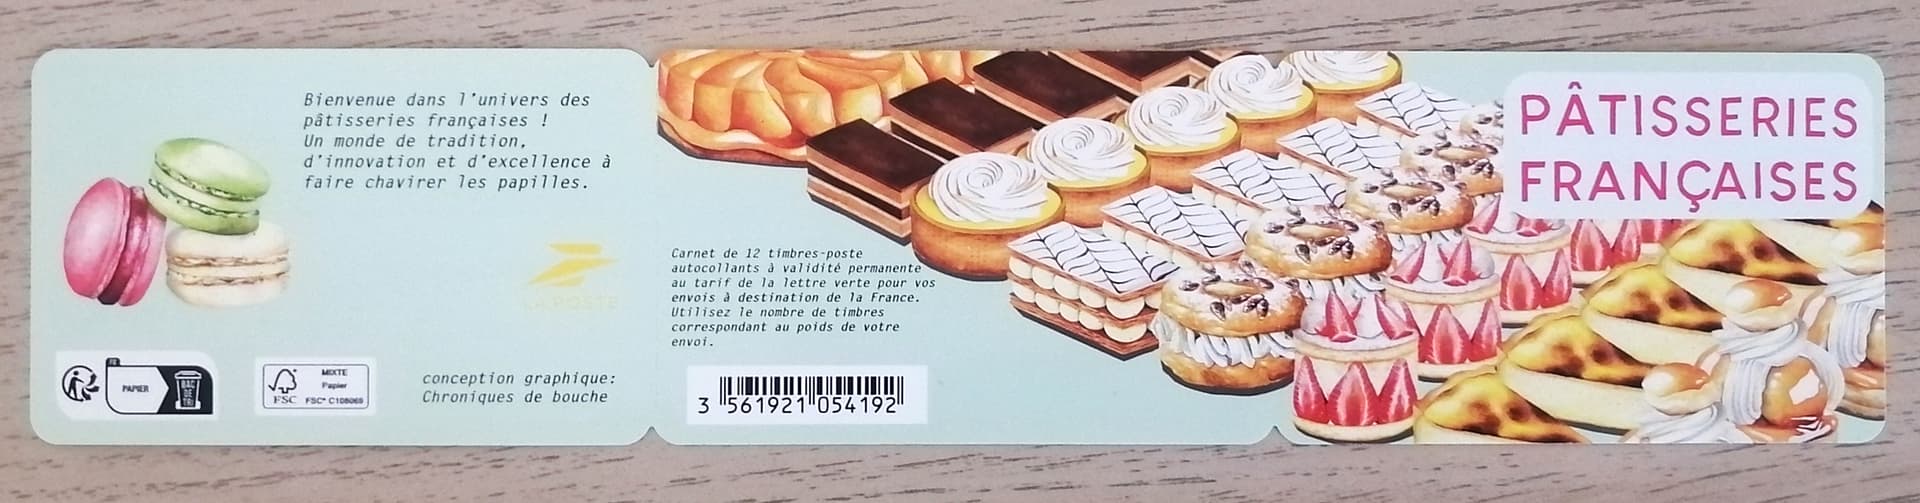 Bienvenue dans l'univers des
pâtisseries françaises !
Un monde de tradition,
d'innovation et d'excellence à
faire chavirer les papilles.
LA POSTE
FR
PAPIER
BAC
DE
TRI
FSC
MIXTE
Papier
FSC® C108069
conception graphique:
Chroniques de bouche
Carnet de 12 timbres-poste
autocollants à validité permanente
au tarif de la lettre verte pour vos
envois à destination de la France.
Utilisez le nombre de timbres
correspondant au poids de votre
envoi.
3 561921 054192
PÂTISSERIES
FRANÇAISES